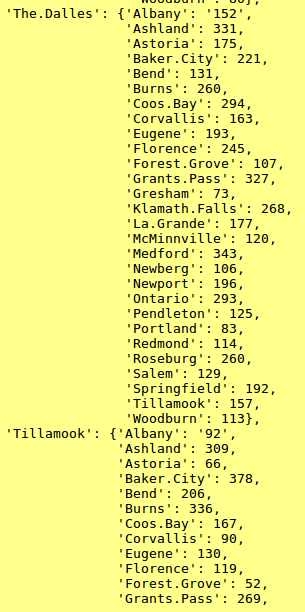 'Woodburn': 80},
'The.Dalles': {'Albany': '152',
'Ashland': 331,
'Astoria': 175,
'Baker.City': 221,
'Bend': 131,
'Burns': 260,
'Coos.Bay': 294,
'Corvallis': 163,
'Eugene': 193,
'Florence': 245,
'Forest.Grove': 107,
'Grants.Pass': 327,
'Gresham': 73,
'Klamath.Falls': 268,
'La.Grande': 177,
'McMinnville': 120,
'Medford': 343,
'Newberg': 106,
'Newport': 196,
'Ontario': 293,
'Pendleton': 125,
'Portland': 83,
'Redmond': 114,
'Roseburg': 260,
'Salem': 129,
'Springfield': 192,
'Tillamook': 157,
'Woodburn': 113},
'Tillamook': {'Albany': '92',
'Ashland': 309,
'Astoria': 66,
'Baker.City': 378,
'Bend': 206,
'Burns': 336,
'Coos.Bay': 167,
'Corvallis': 90,
'Eugene': 130,
'Florence': 119,
'Forest.Grove': 52,
'Grants.Pass': 269,